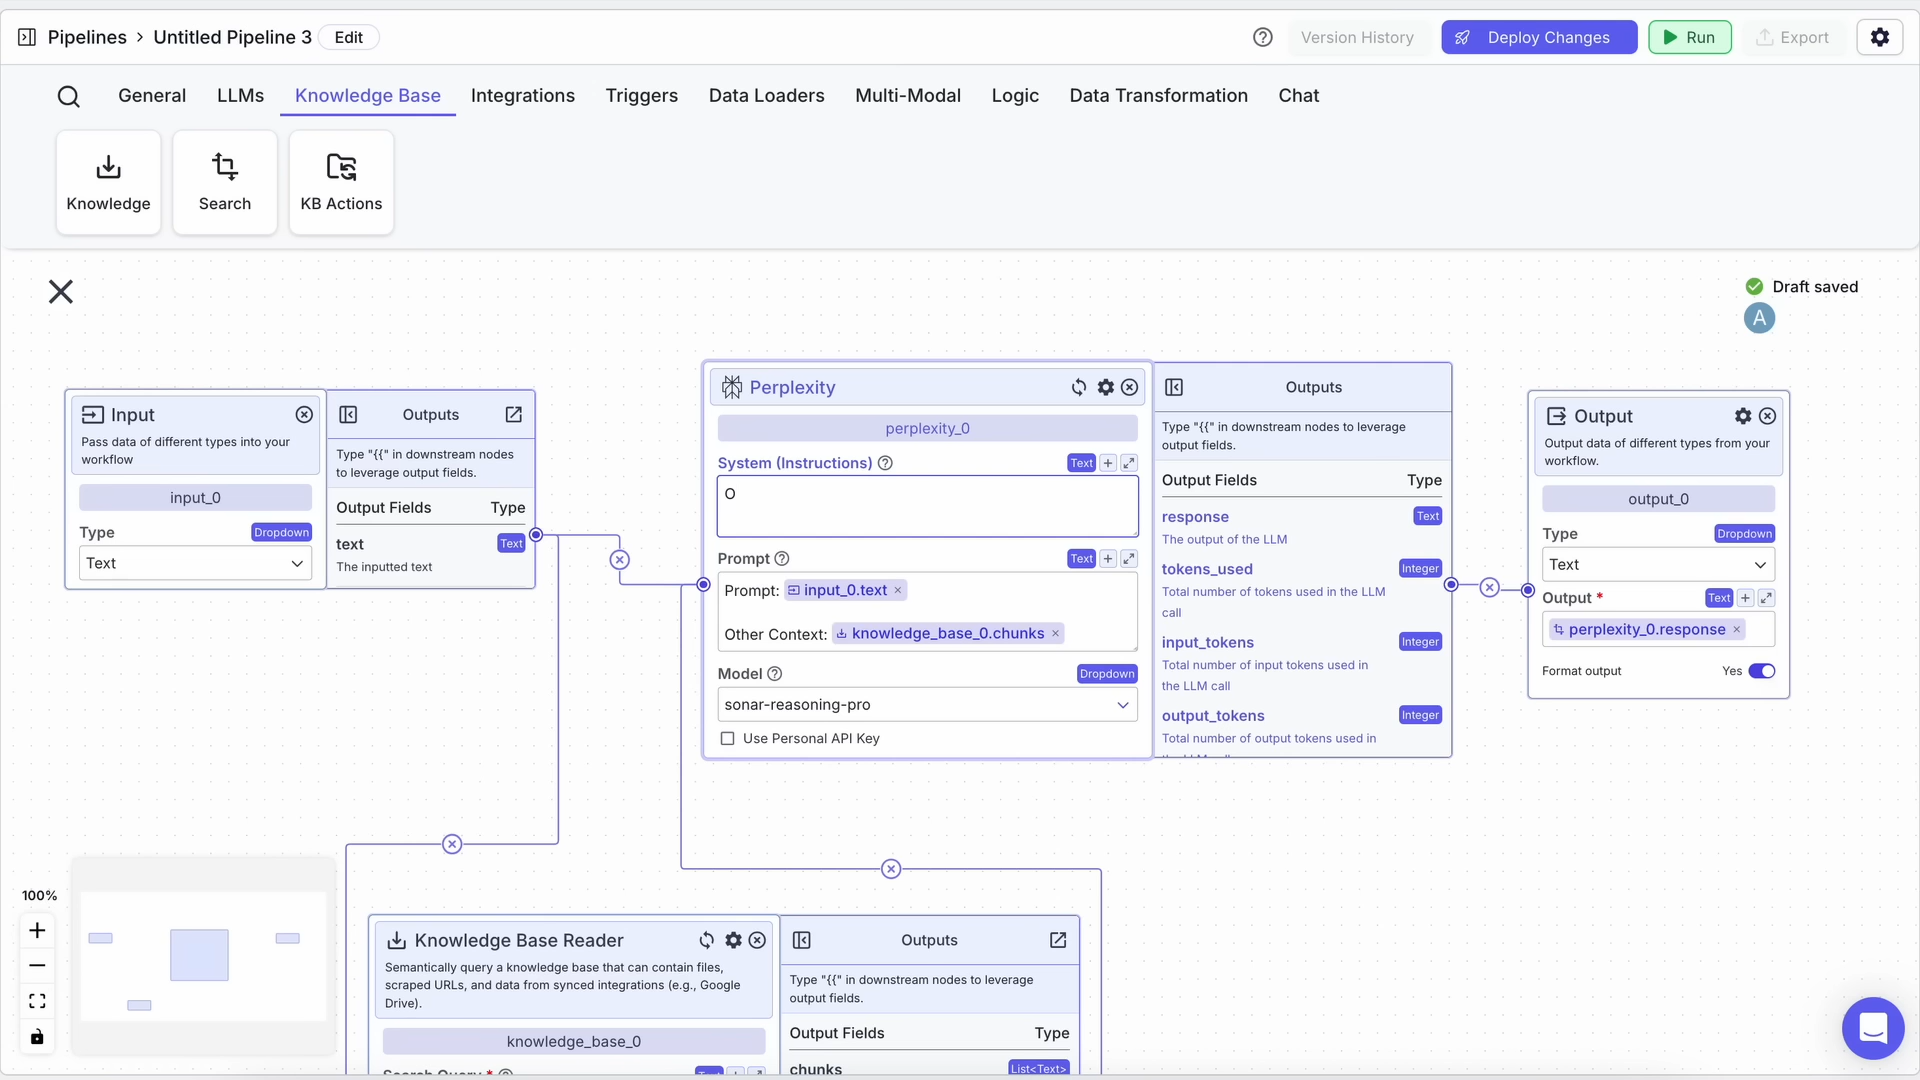 Pipelines > Untitled Pipeline 3 Edit
Version History Deploy Changes Run Export
General LLMs Knowledge Base Integrations Triggers Data Loaders Multi-Modal Logic Data Transformation Chat
Knowledge Search KB Actions
Draft saved
A
Input
Pass data of different types into your
workflow
input_0
Type Dropdown
Text
Outputs
Type "{{" in downstream nodes
to leverage output fields.
Output Fields Type
text Text
The inputted text
Perplexity
perplexity_0
System (Instructions) Text
O
Prompt Text
Prompt: input_0.text ×
Other Context: knowledge_base_0.chunks ×
Model Dropdown
sonar-reasoning-pro
Use Personal API Key
Outputs
Type "{{" in downstream nodes to leverage
output fields.
Output Fields Type
response Text
The output of the LLM
tokens_used Integer
Total number of tokens used in the LLM
call
input_tokens Integer
Total number of input tokens used in
the LLM call
output_tokens Integer
Total number of output tokens used in
Output
Output data of different types from your
workflow.
output_0
Type Dropdown
Text
Output * Text
perplexity_0.response ×
Format output Yes
100%
Knowledge Base Reader
Semantically query a knowledge base that can contain files,
scraped URLs, and data from synced integrations (e.g., Google
Drive).
knowledge_base_0
Search Query *
Outputs
Type "{{" in downstream nodes to leverage
output fields.
Output Fields Type
chunks List<Text>